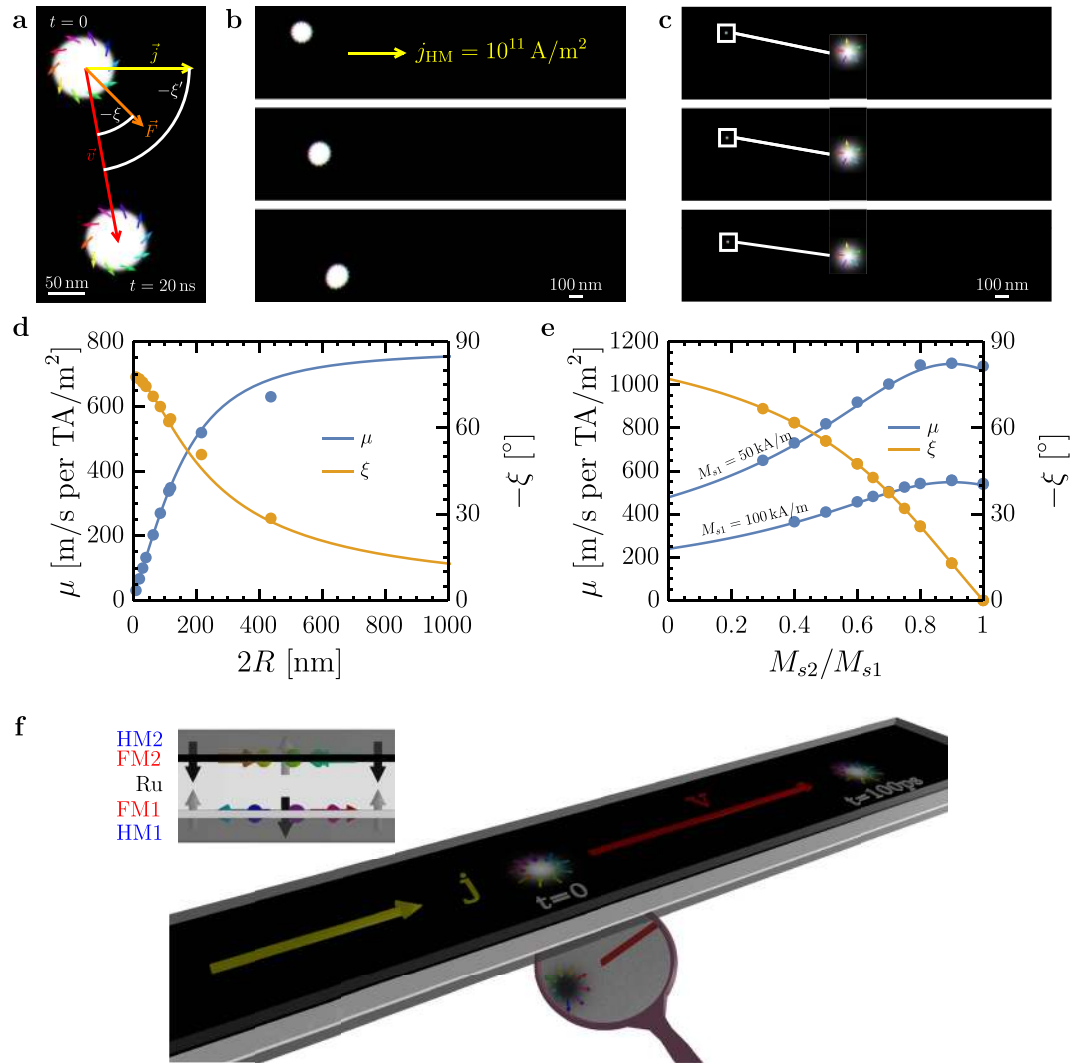 a
t = 0
j⃗
−ξ′
−ξ
F⃗
v⃗
50 nm
t = 20 ns
b
j_HM = 10^11 A/m^2
100 nm
c
100 nm
d
800
600
400
200
0
μ [m/s per TA/m^2]
0 200 400 600 800 1000
2R [nm]
90
60
30
0
−ξ [°]
μ
ξ
e
1200
1000
800
600
400
200
0
μ [m/s per TA/m^2]
0 0.2 0.4 0.6 0.8 1
M_s2/M_s1
90
60
30
0
−ξ [°]
μ
ξ
M_s1 = 50 kA/m
M_s1 = 100 kA/m
f
HM2
FM2
Ru
FM1
HM1
j
t=0
v
t=100ps